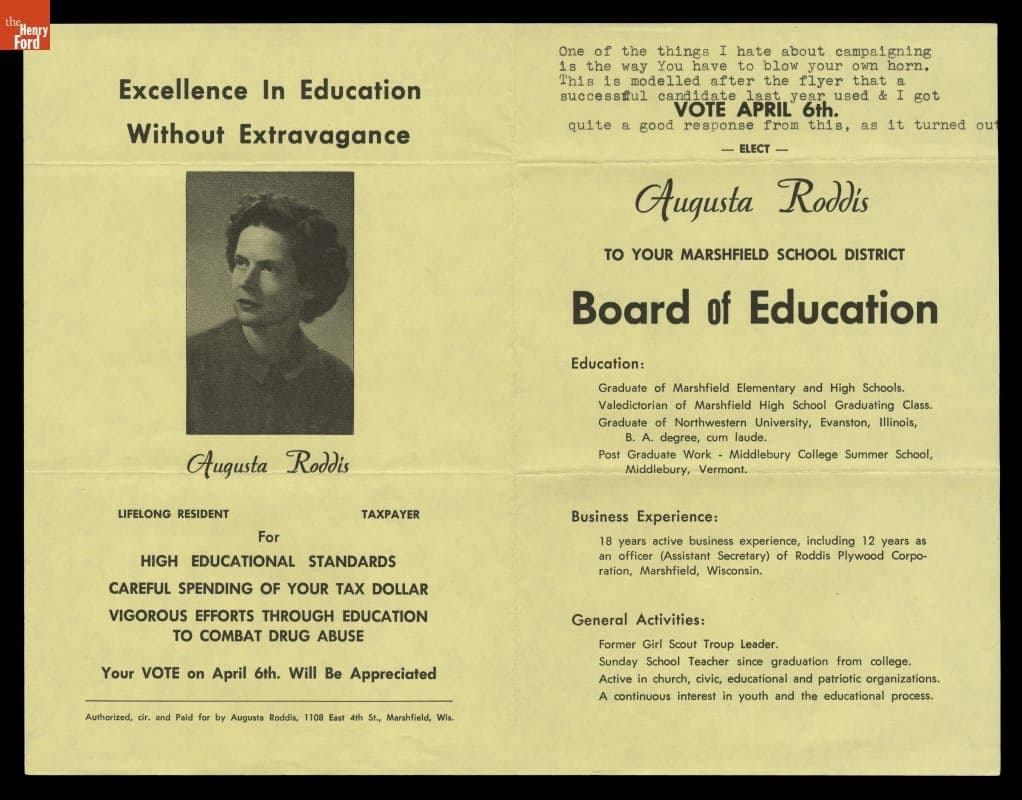 the
Henry
Ford
Excellence In Education
Without Extravagance
Augusta Roddis
LIFELONG RESIDENT TAXPAYER
For
HIGH EDUCATIONAL STANDARDS
CAREFUL SPENDING OF YOUR TAX DOLLAR
VIGOROUS EFFORTS THROUGH EDUCATION
TO COMBAT DRUG ABUSE
Your VOTE on April 6th. Will Be Appreciated
Authorized, cir. and Paid for by Augusta Roddis, 1108 East 4th St., Marshfield, Wis.
One of the things I hate about campaigning
is the way You have to blow your own horn.
This is modelled after the flyer that a
successful candidate last year used & I got
VOTE APRIL 6th.
quite a good response from this, as it turned out
— ELECT —
Augusta Roddis
TO YOUR MARSHFIELD SCHOOL DISTRICT
Board of Education
Education:
Graduate of Marshfield Elementary and High Schools.
Valedictorian of Marshfield High School Graduating Class.
Graduate of Northwestern University, Evanston, Illinois,
B. A. degree, cum laude.
Post Graduate Work - Middlebury College Summer School,
Middlebury, Vermont.
Business Experience:
18 years active business experience, including 12 years as
an officer (Assistant Secretary) of Roddis Plywood Corpo-
ration, Marshfield, Wisconsin.
General Activities:
Former Girl Scout Troup Leader.
Sunday School Teacher since graduation from college.
Active in church, civic, educational and patriotic organizations.
A continuous interest in youth and the educational process.